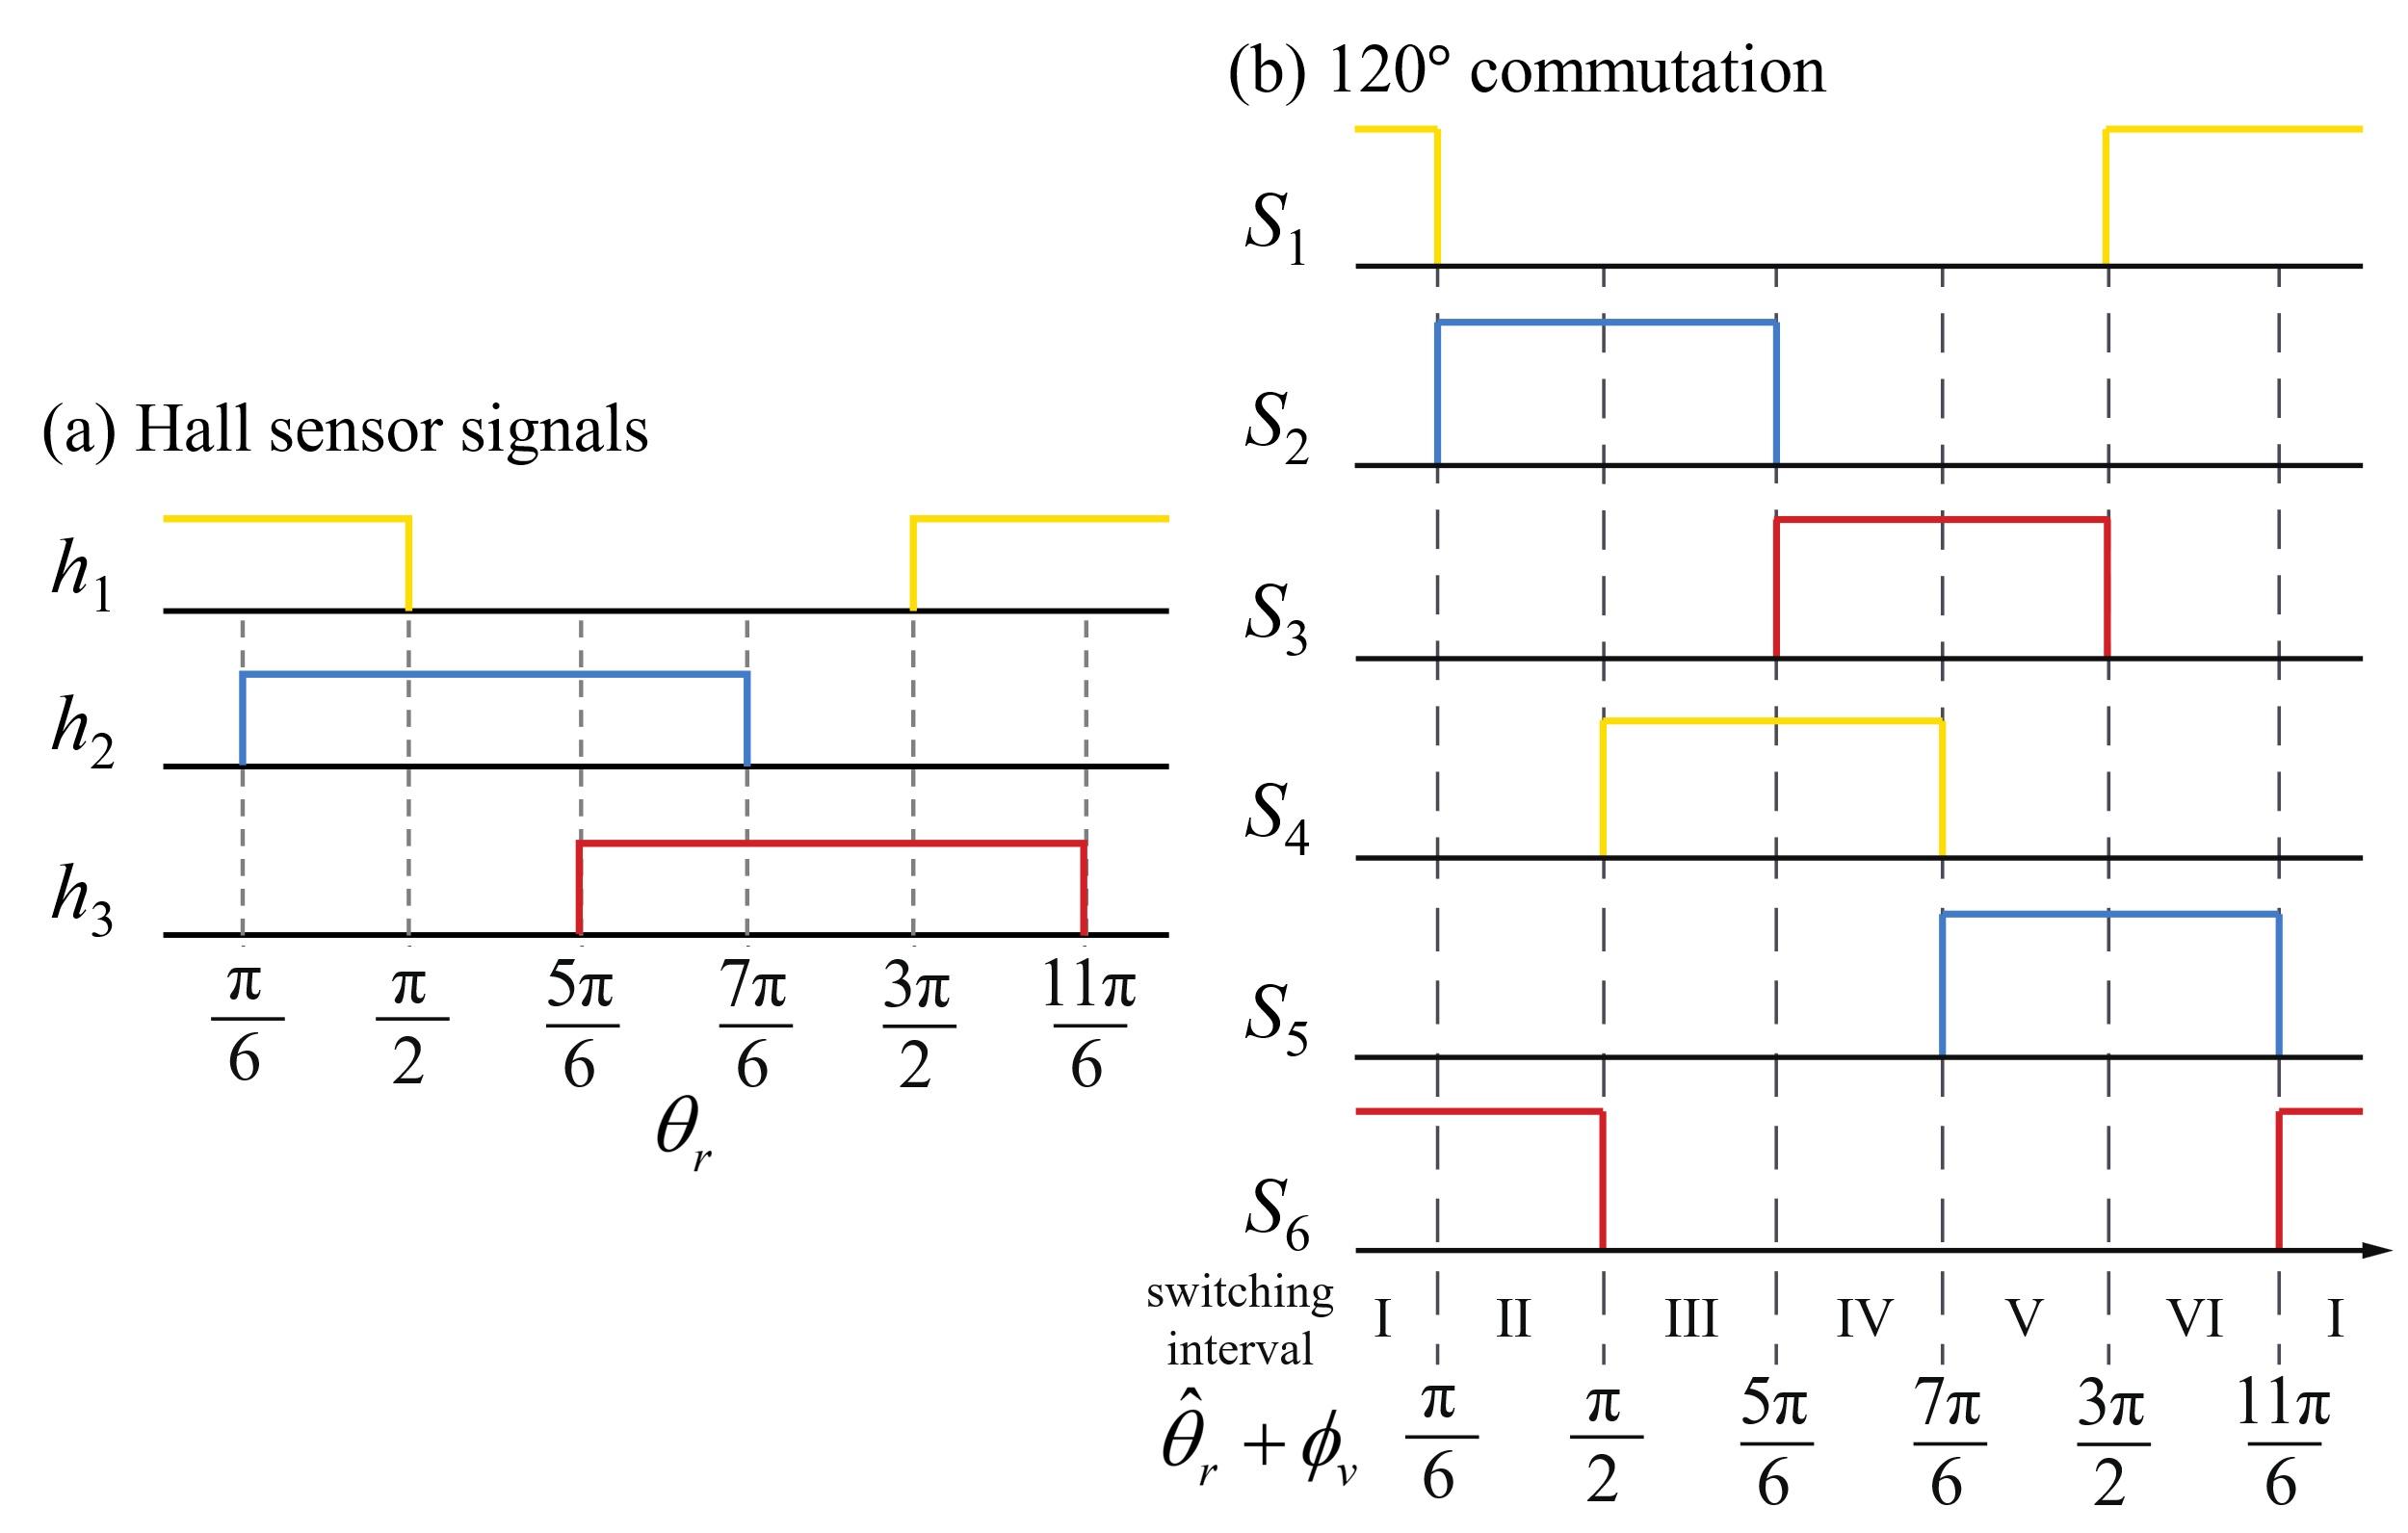 (a) Hall sensor signals
h1
h2
h3
π/6 π/2 5π/6 7π/6 3π/2 11π/6
θr
(b) 120° commutation
S1
S2
S3
S4
S5
S6
switching
interval
I II III IV V VI I
θ̂r + ϕv π/6 π/2 5π/6 7π/6 3π/2 11π/6